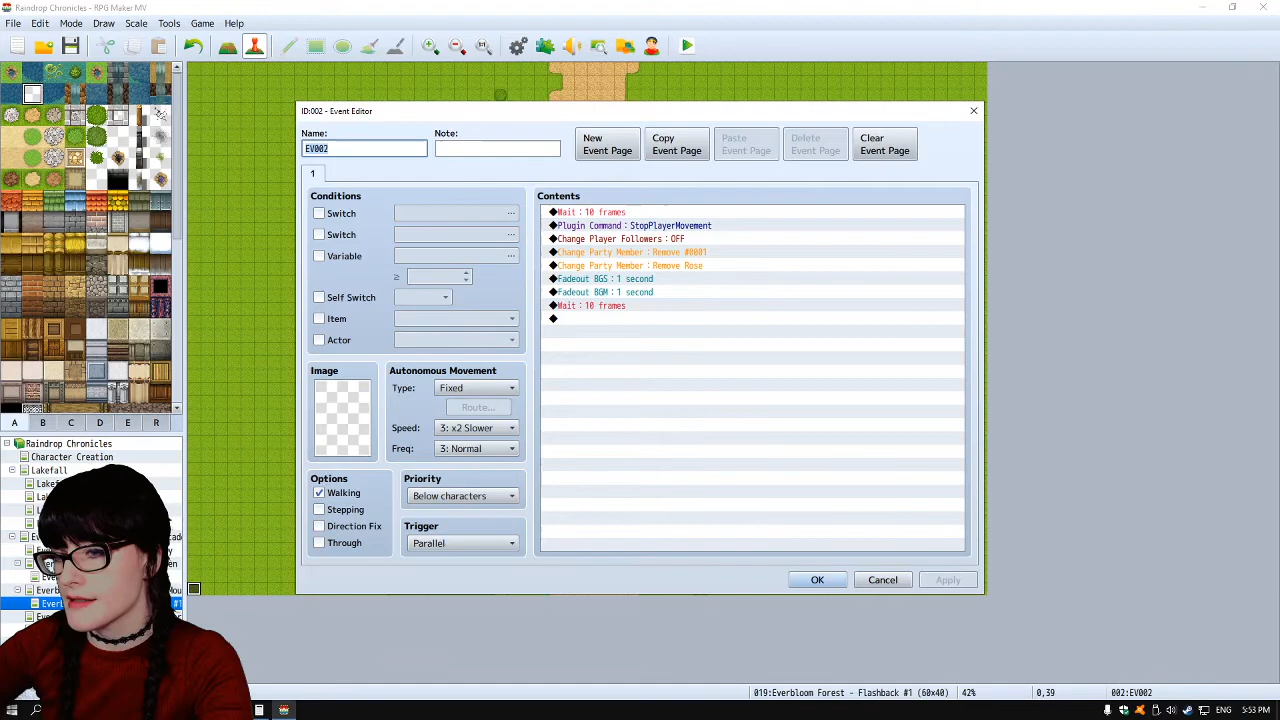 Raindrop Chronicles - RPG Maker MV
File Edit Mode Draw Scale Tools Game Help
ID:002 - Event Editor
Name:
Note:
EV002
New
Event Page
Copy
Event Page
Paste
Event Page
Delete
Event Page
Clear
Event Page
1
Conditions
Switch ...
Switch ...
Variable ...
≥
Self Switch
Item
Actor
Image
Autonomous Movement
Type: Fixed
Route...
Speed: 3: x2 Slower
Freq: 3: Normal
Options
Walking
Stepping
Direction Fix
Through
Priority
Below characters
Trigger
Parallel
Contents
◆Wait：10 frames
◆Plugin Command：StopPlayerMovement
◆Change Player Followers：OFF
◆Change Party Member：Remove #0001
◆Change Party Member：Remove Rose
◆Fadeout BGS：1 second
◆Fadeout BGM：1 second
◆Wait：10 frames
◆
OK Cancel Apply
A B C D E R
Raindrop Chronicles
Character Creation
Lakefall
#1
019:Everbloom Forest - Flashback #1 (60x40) 42% 0,39 002:EV002
ENG 5:53 PM